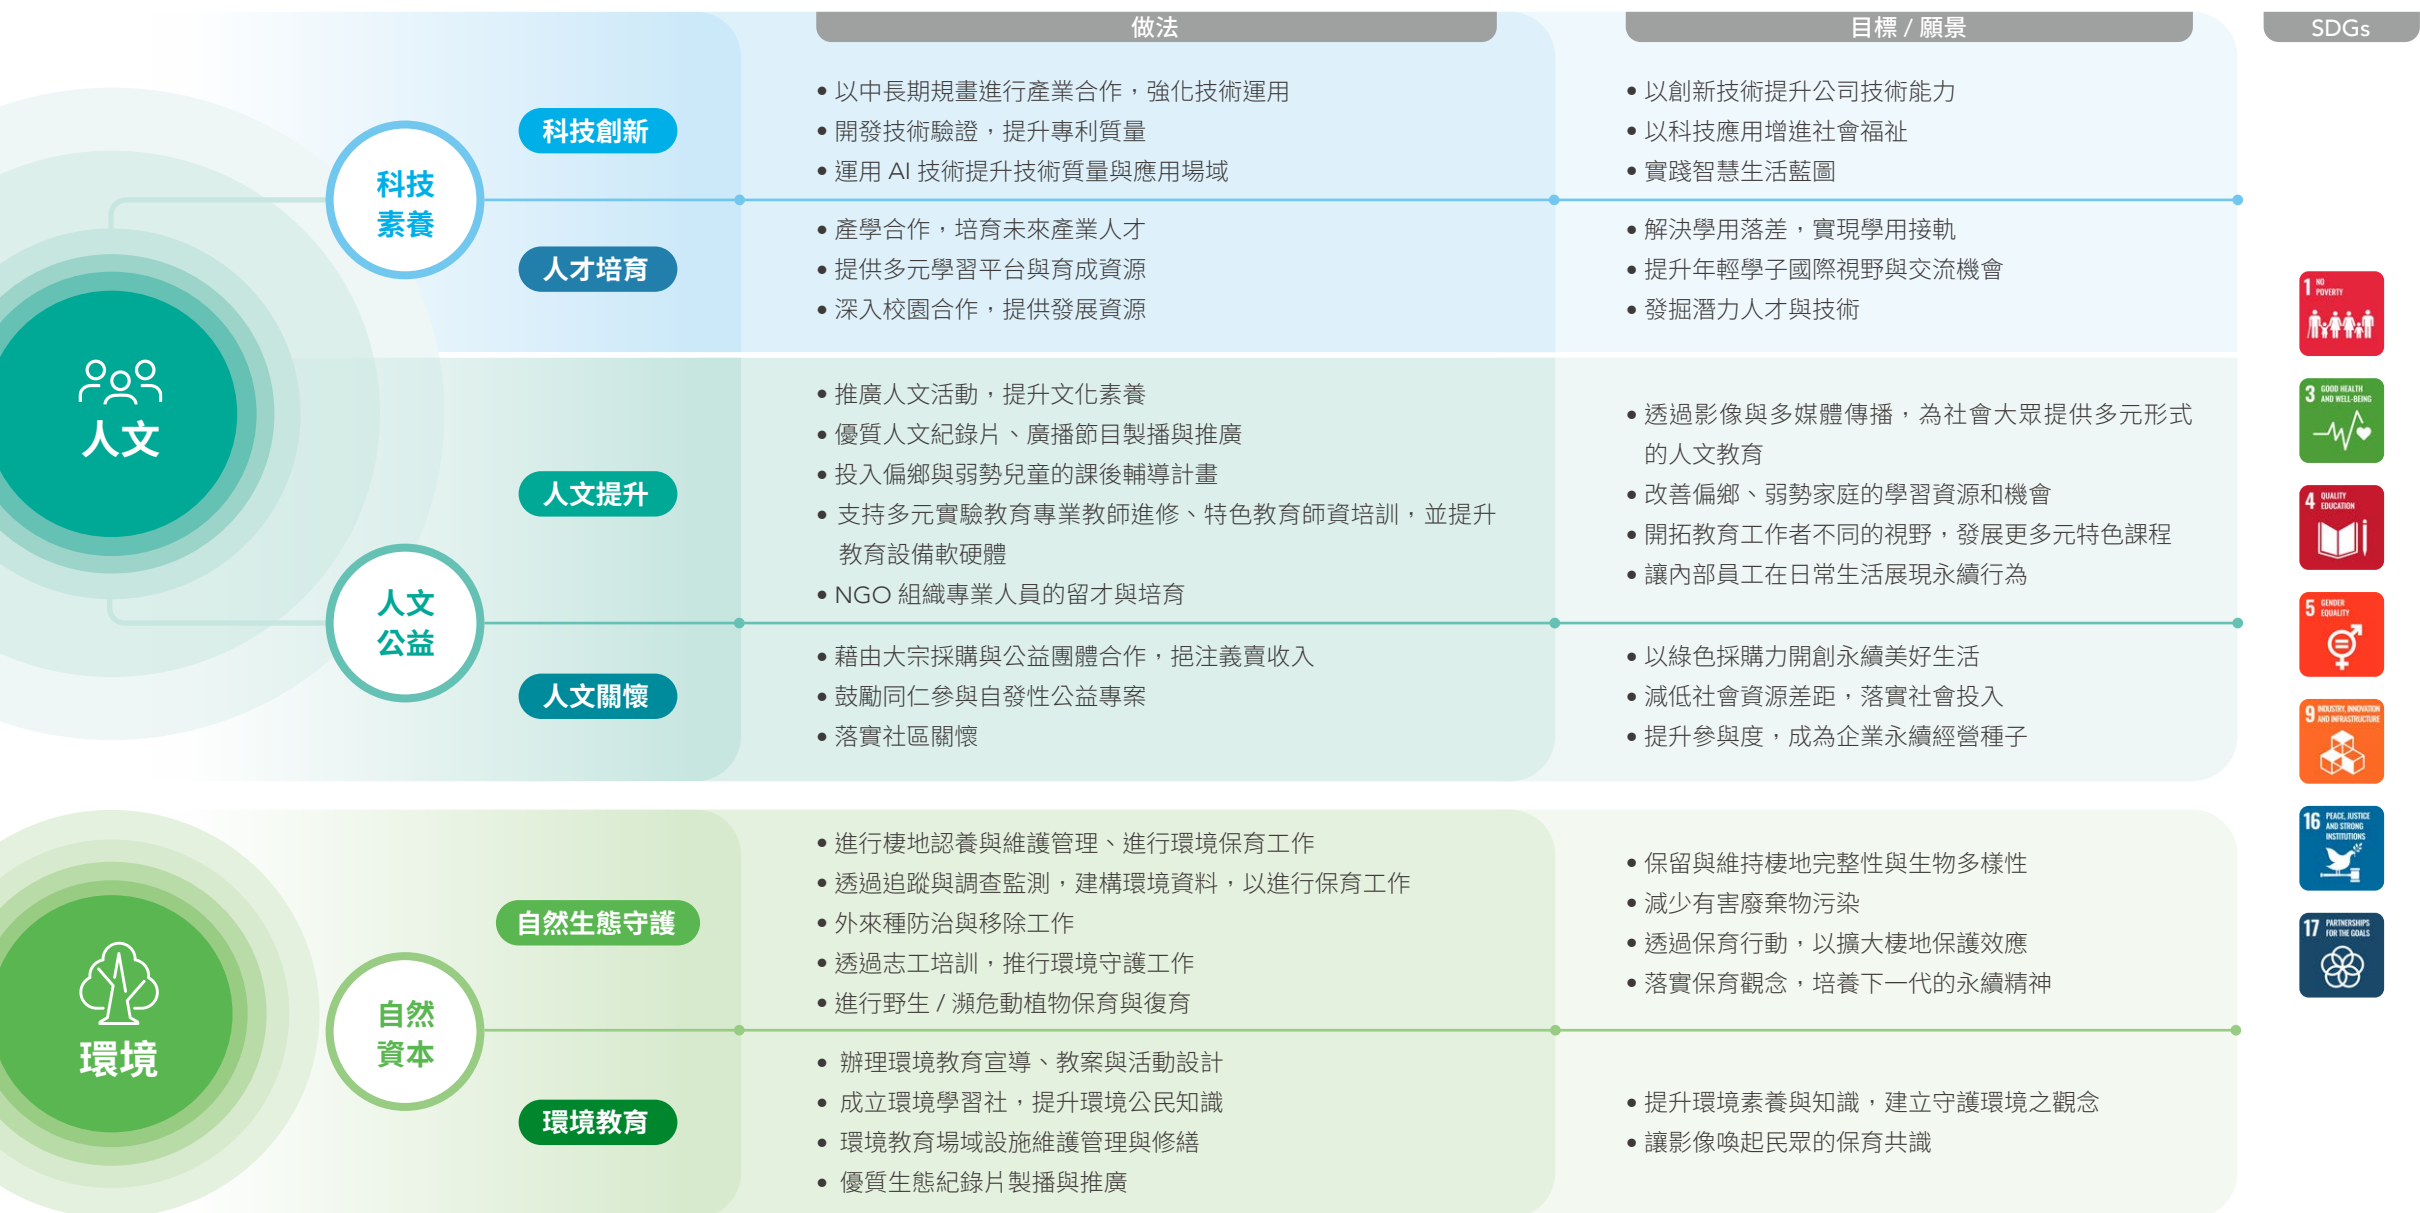 做法
目標 / 願景
SDGs
人文
科技
素養
科技創新
• 以中長期規畫進行產業合作，強化技術運用
• 開發技術驗證，提升專利質量
• 運用 AI 技術提升技術質量與應用場域
• 以創新技術提升公司技術能力
• 以科技應用增進社會福祉
• 實踐智慧生活藍圖
人才培育
• 產學合作，培育未來產業人才
• 提供多元學習平台與育成資源
• 深入校園合作，提供發展資源
• 解決學用落差，實現學用接軌
• 提升年輕學子國際視野與交流機會
• 發掘潛力人才與技術
人文
公益
人文提升
• 推廣人文活動，提升文化素養
• 優質人文紀錄片、廣播節目製播與推廣
• 投入偏鄉與弱勢兒童的課後輔導計畫
• 支持多元實驗教育專業教師進修、特色教育師資培訓，並提升
教育設備軟硬體
• NGO 組織專業人員的留才與培育
• 透過影像與多媒體傳播，為社會大眾提供多元形式
的人文教育
• 改善偏鄉、弱勢家庭的學習資源和機會
• 開拓教育工作者不同的視野，發展更多元特色課程
• 讓內部員工在日常生活展現永續行為
人文關懷
• 藉由大宗採購與公益團體合作，挹注義賣收入
• 鼓勵同仁參與自發性公益專案
• 落實社區關懷
• 以綠色採購力開創永續美好生活
• 減低社會資源差距，落實社會投入
• 提升參與度，成為企業永續經營種子
環境
自然
資本
自然生態守護
• 進行棲地認養與維護管理、進行環境保育工作
• 透過追蹤與調查監測，建構環境資料，以進行保育工作
• 外來種防治與移除工作
• 透過志工培訓，推行環境守護工作
• 進行野生 / 瀕危動植物保育與復育
• 保留與維持棲地完整性與生物多樣性
• 減少有害廢棄物污染
• 透過保育行動，以擴大棲地保護效應
• 落實保育觀念，培養下一代的永續精神
環境教育
• 辦理環境教育宣導、教案與活動設計
• 成立環境學習社，提升環境公民知識
• 環境教育場域設施維護管理與修繕
• 優質生態紀錄片製播與推廣
• 提升環境素養與知識，建立守護環境之觀念
• 讓影像喚起民眾的保育共識
1 NO
POVERTY
3 GOOD HEALTH
AND WELL-BEING
4 QUALITY
EDUCATION
5 GENDER
EQUALITY
9 INDUSTRY, INNOVATION
AND INFRASTRUCTURE
16 PEACE, JUSTICE
AND STRONG
INSTITUTIONS
17 PARTNERSHIPS
FOR THE GOALS